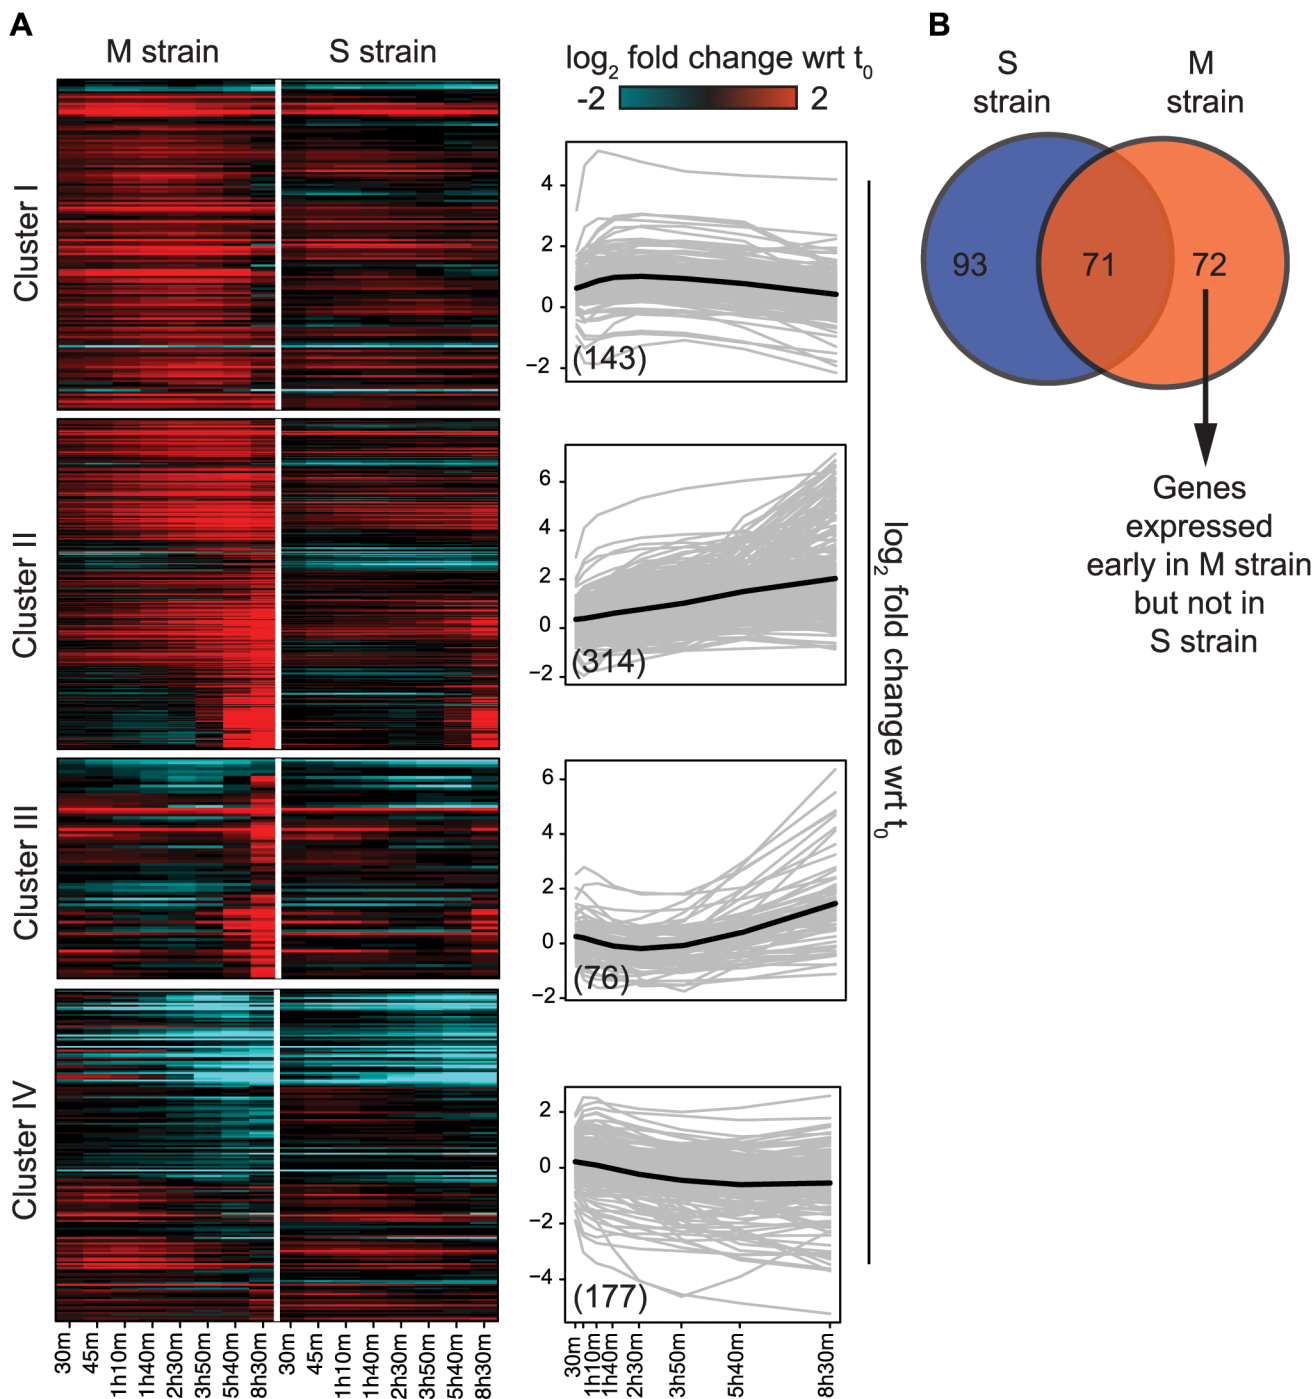 A
M strain
S strain
log2 fold change wrt t0
-2
2
Cluster I
4
2
0
−2
(143)
Cluster II
6
4
2
0
−2
(314)
Cluster III
6
4
2
0
−2
(76)
Cluster IV
2
0
−2
−4
(177)
log2 fold change wrt t0
30m
45m
1h10m
1h40m
2h30m
3h50m
5h40m
8h30m
30m
45m
1h10m
1h40m
2h30m
3h50m
5h40m
8h30m
30m
1h10m
1h40m
2h30m
3h50m
5h40m
8h30m
B
S
strain
M
strain
93
71
72
Genes
expressed
early in M strain
but not in
S strain